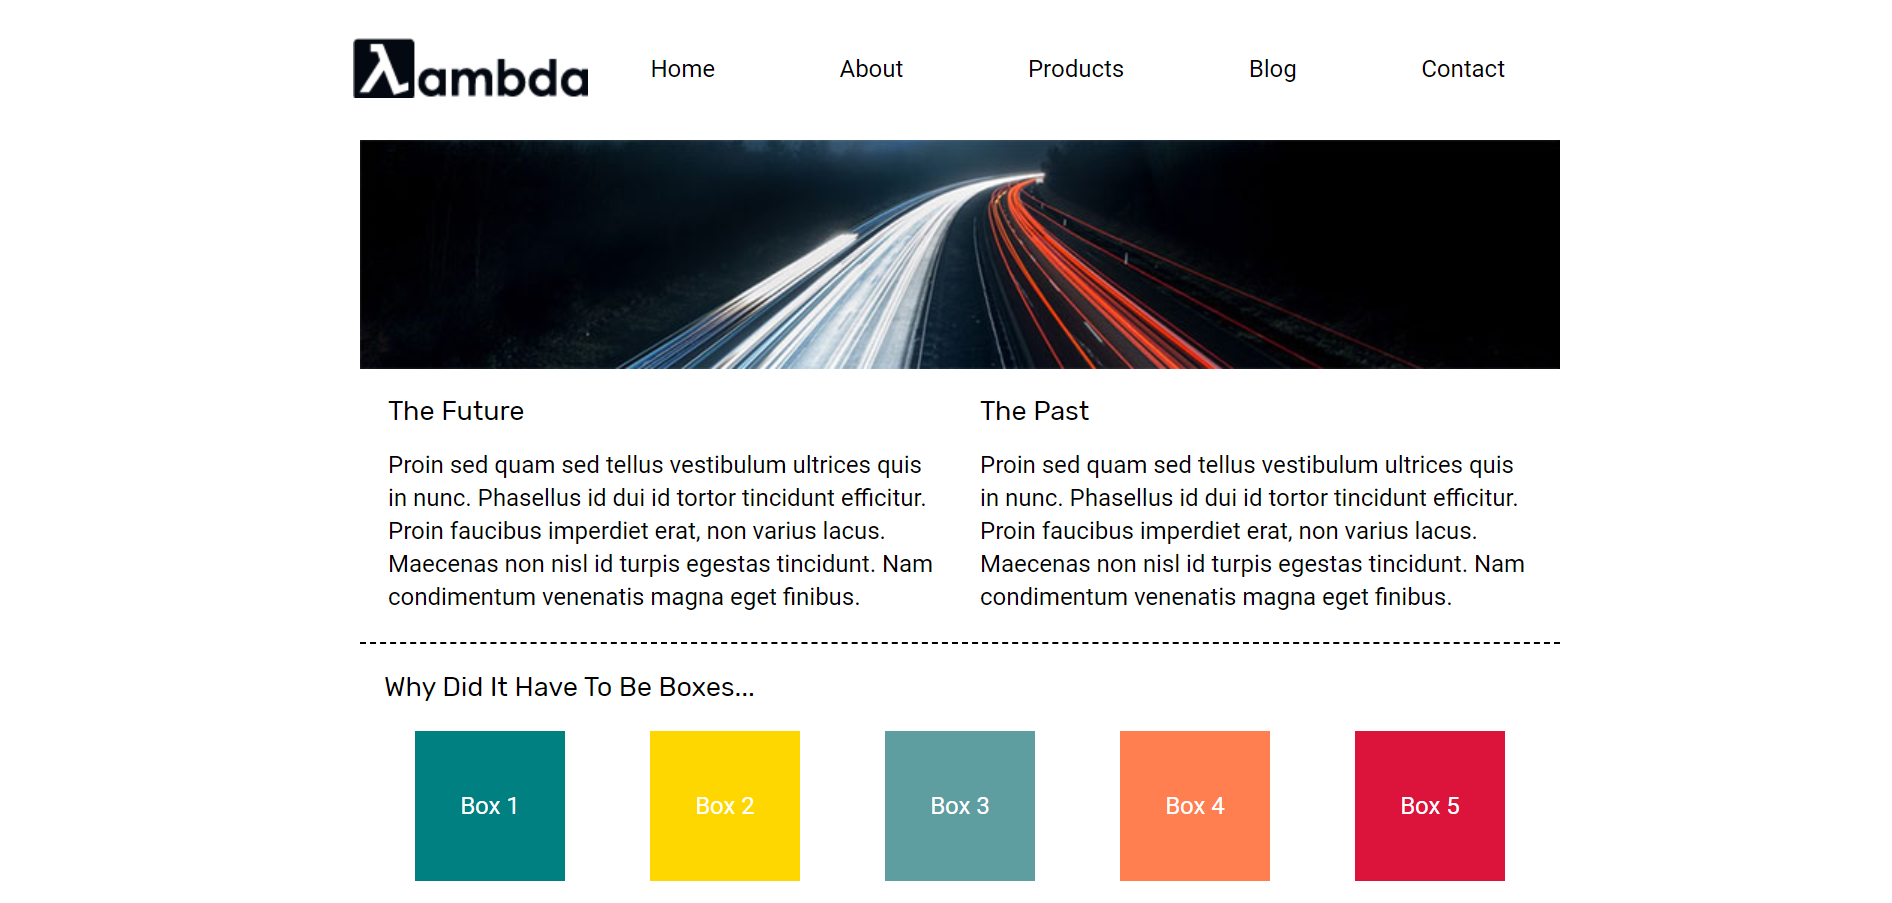 λambda
Home About Products Blog Contact
The Future
Proin sed quam sed tellus vestibulum ultrices quis
in nunc. Phasellus id dui id tortor tincidunt efficitur.
Proin faucibus imperdiet erat, non varius lacus.
Maecenas non nisl id turpis egestas tincidunt. Nam
condimentum venenatis magna eget finibus.
The Past
Proin sed quam sed tellus vestibulum ultrices quis
in nunc. Phasellus id dui id tortor tincidunt efficitur.
Proin faucibus imperdiet erat, non varius lacus.
Maecenas non nisl id turpis egestas tincidunt. Nam
condimentum venenatis magna eget finibus.
Why Did It Have To Be Boxes...
Box 1 Box 2 Box 3 Box 4 Box 5